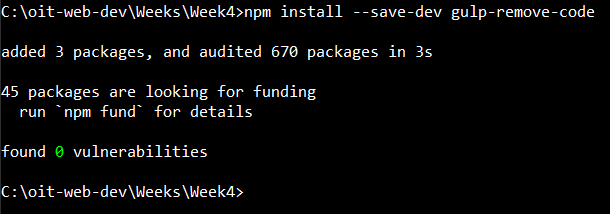 C:\oit-web-dev\Weeks\Week4>npm install --save-dev gulp-remove-code
added 3 packages, and audited 670 packages in 3s
45 packages are looking for funding
  run `npm fund` for details
found 0 vulnerabilities
C:\oit-web-dev\Weeks\Week4>